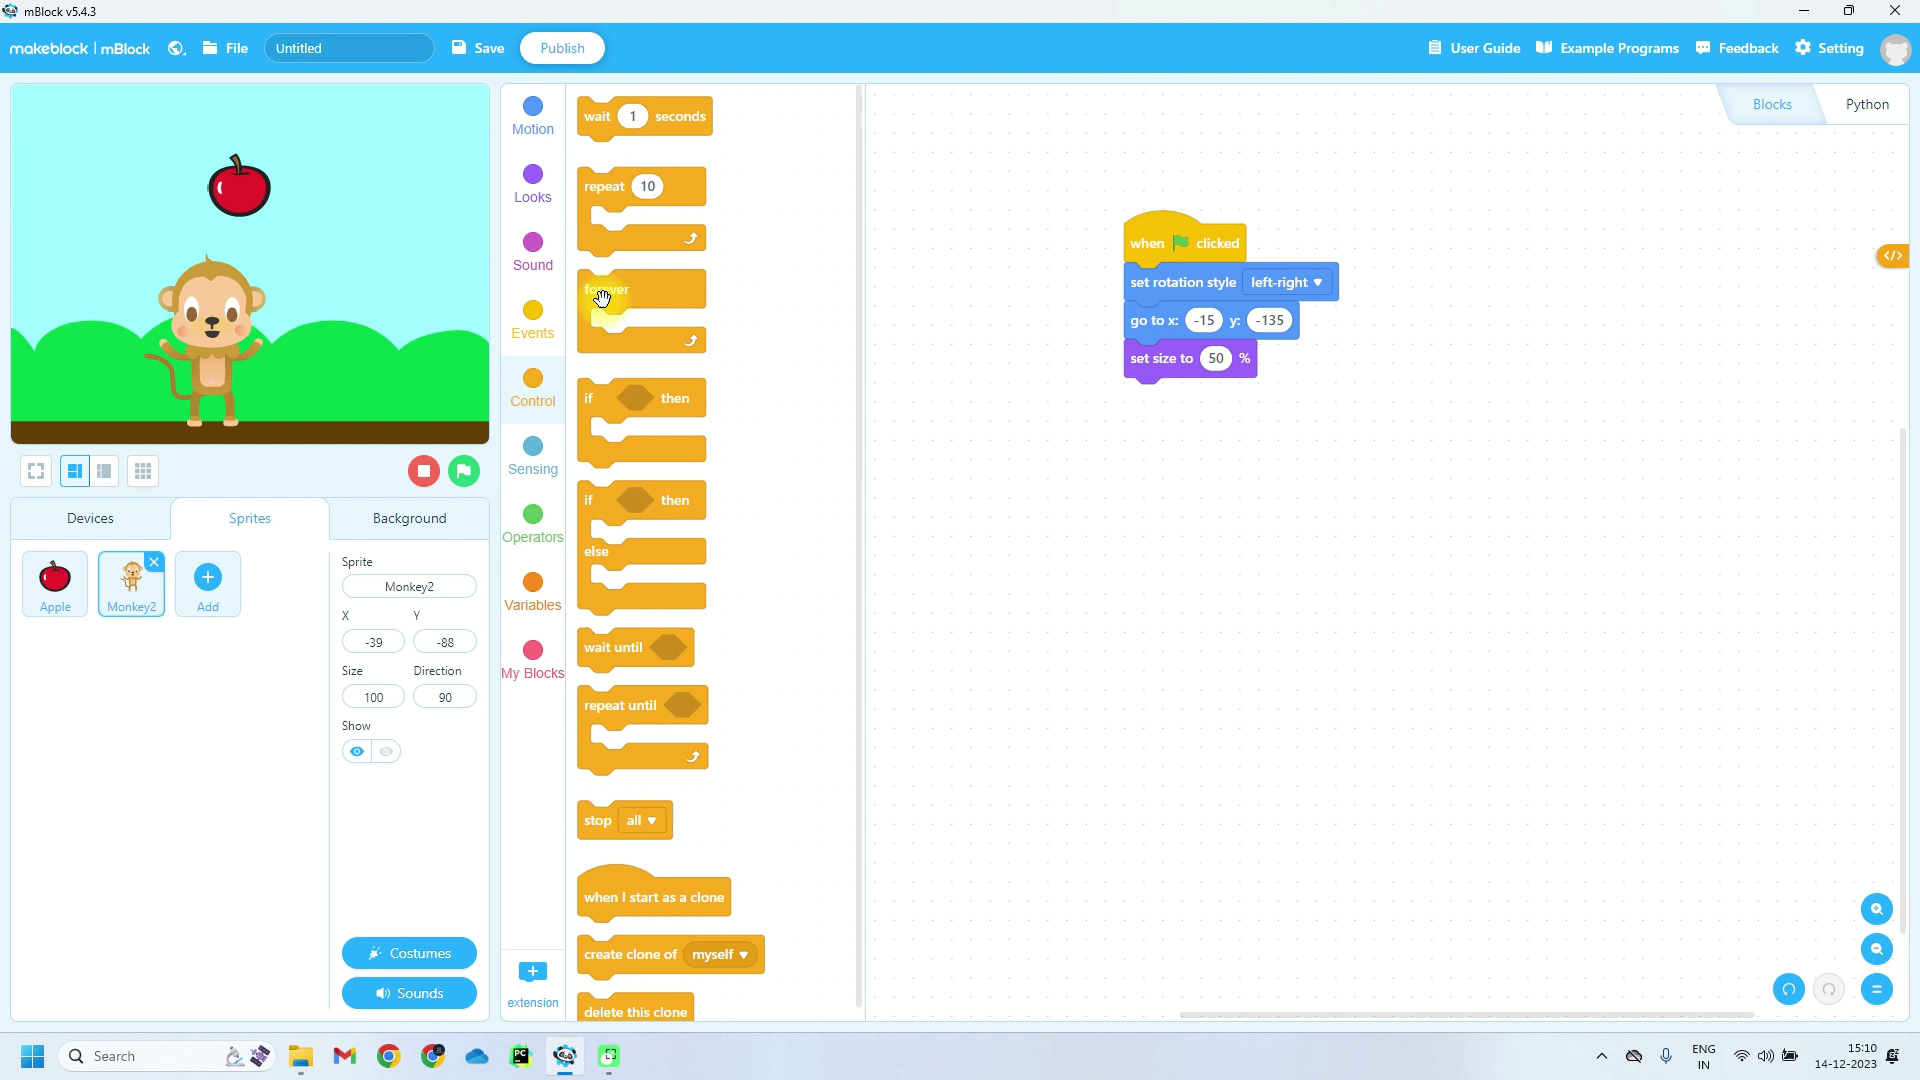 mBlock v5.4.3
makeblock | mBlock
File
Untitled
Save
Publish
User Guide
Example Programs
Feedback
Setting
Motion
Looks
Sound
Events
Control
Sensing
Operators
Variables
My Blocks
extension
wait 1 seconds
repeat 10
forever
if then
if then
else
wait until
repeat until
stop all
when I start as a clone
create clone of myself
delete this clone
Blocks
Python
</>
when clicked
set rotation style left-right
go to x: -15 y: -135
set size to 50 %
Devices
Sprites
Background
Apple
Monkey2
Add
Sprite
Monkey2
X Y
-39 -88
Size Direction
100 90
Show
Costumes
Sounds
Search
PC
ENG
IN
15:10
14-12-2023